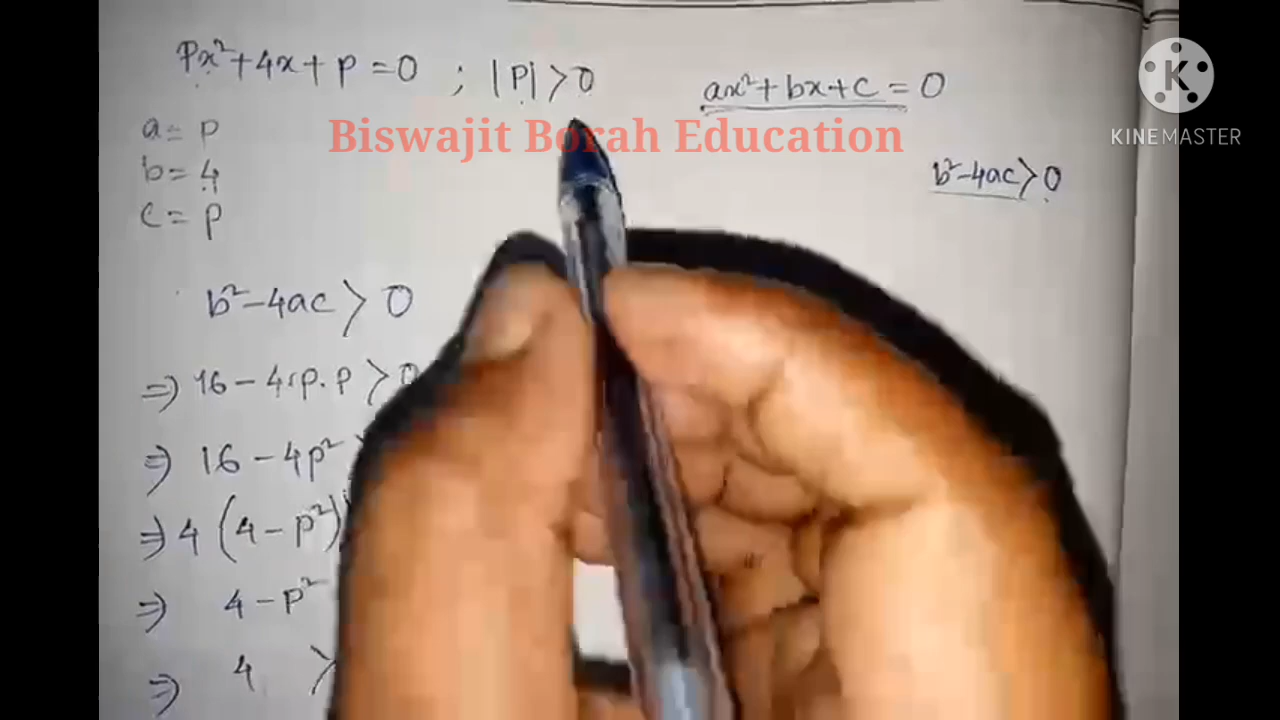 Px²+4x+p=0 ; |P|>0
ax²+bx+c=0
KINEMASTER
Biswajit Borah Education
a=p
b=4
c=p
b²-4ac>0
b²-4ac>0
=> 16-4.p.p>0
=> 16-4p²
=> 4(4-p²)
=> 4-p²
=> 4 >